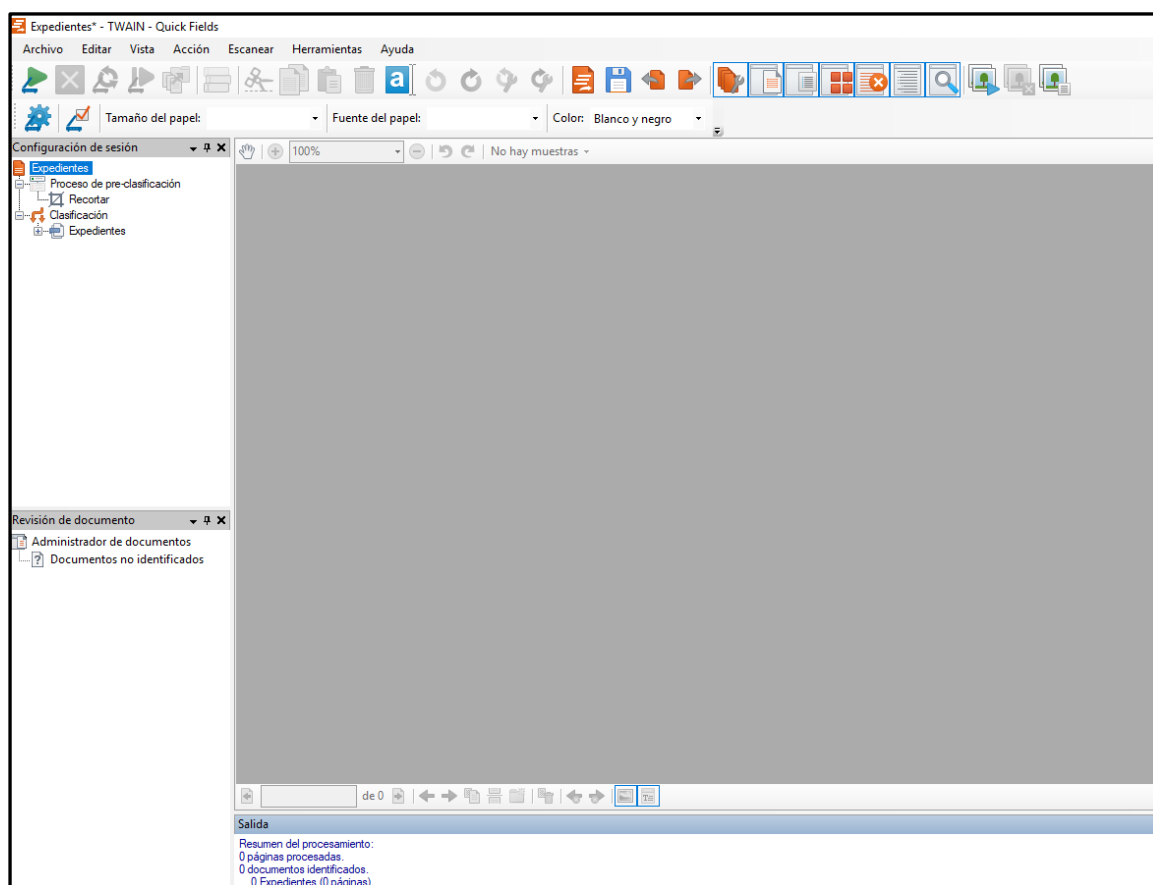 Expedientes* - TWAIN - Quick Fields
Archivo Editar Vista Acción Escanear Herramientas Ayuda
a
Tamaño del papel: Fuente del papel: Color: Blanco y negro
Configuración de sesión
100% No hay muestras
Expedientes
Proceso de pre-clasificación
Recortar
Clasificación
Expedientes
Revisión de documento
Administrador de documentos
Documentos no identificados
de 0
Salida
Resumen del procesamiento:
0 páginas procesadas.
0 documentos identificados.
0 Expedientes (0 páginas)